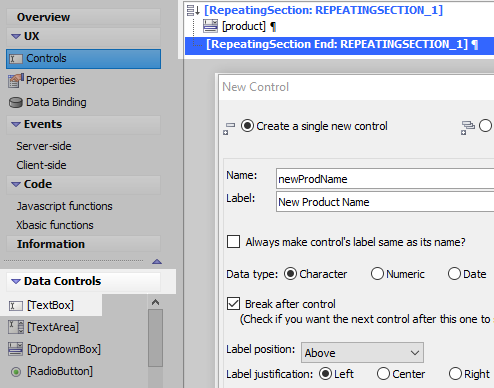 Overview
UX
Controls
Properties
Data Binding
Events
Server-side
Client-side
Code
Javascript functions
Xbasic functions
Information
Data Controls
[TextBox]
[TextArea]
[DropdownBox]
[RadioButton]
[RepeatingSection: REPEATINGSECTION_1]
[product] ¶
[RepeatingSection End: REPEATINGSECTION_1] ¶
New Control
Create a single new control
Name: newProdName
Label: New Product Name
Always make control's label same as its name?
Data type: Character Numeric Date
Break after control
(Check if you want the next control after this one to
Label position: Above
Label justification: Left Center Right